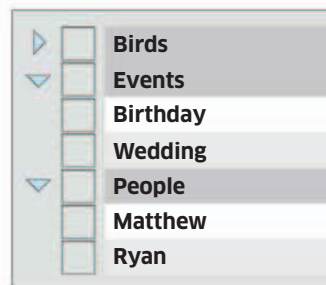 Birds
Events
Birthday
Wedding
People
Matthew
Ryan